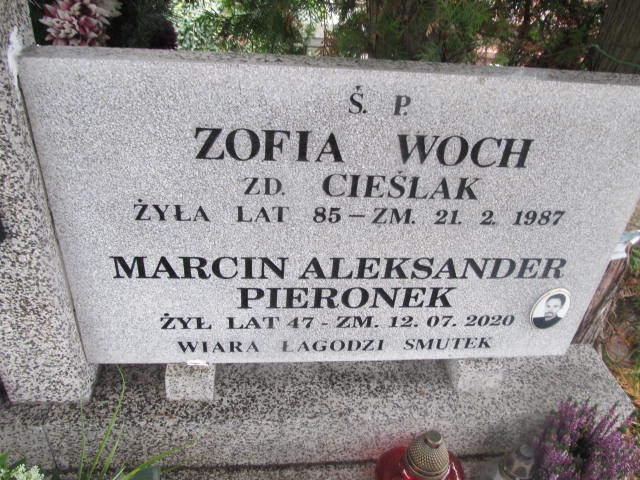 Ś. P.
ZOFIA WOCH
ZD. CIEŚLAK
ŻYŁA LAT 85 – ZM. 21. 2. 1987
MARCIN ALEKSANDER
PIERONEK
ŻYŁ LAT 47 - ZM. 12. 07. 2020
WIARA ŁAGODZI SMUTEK